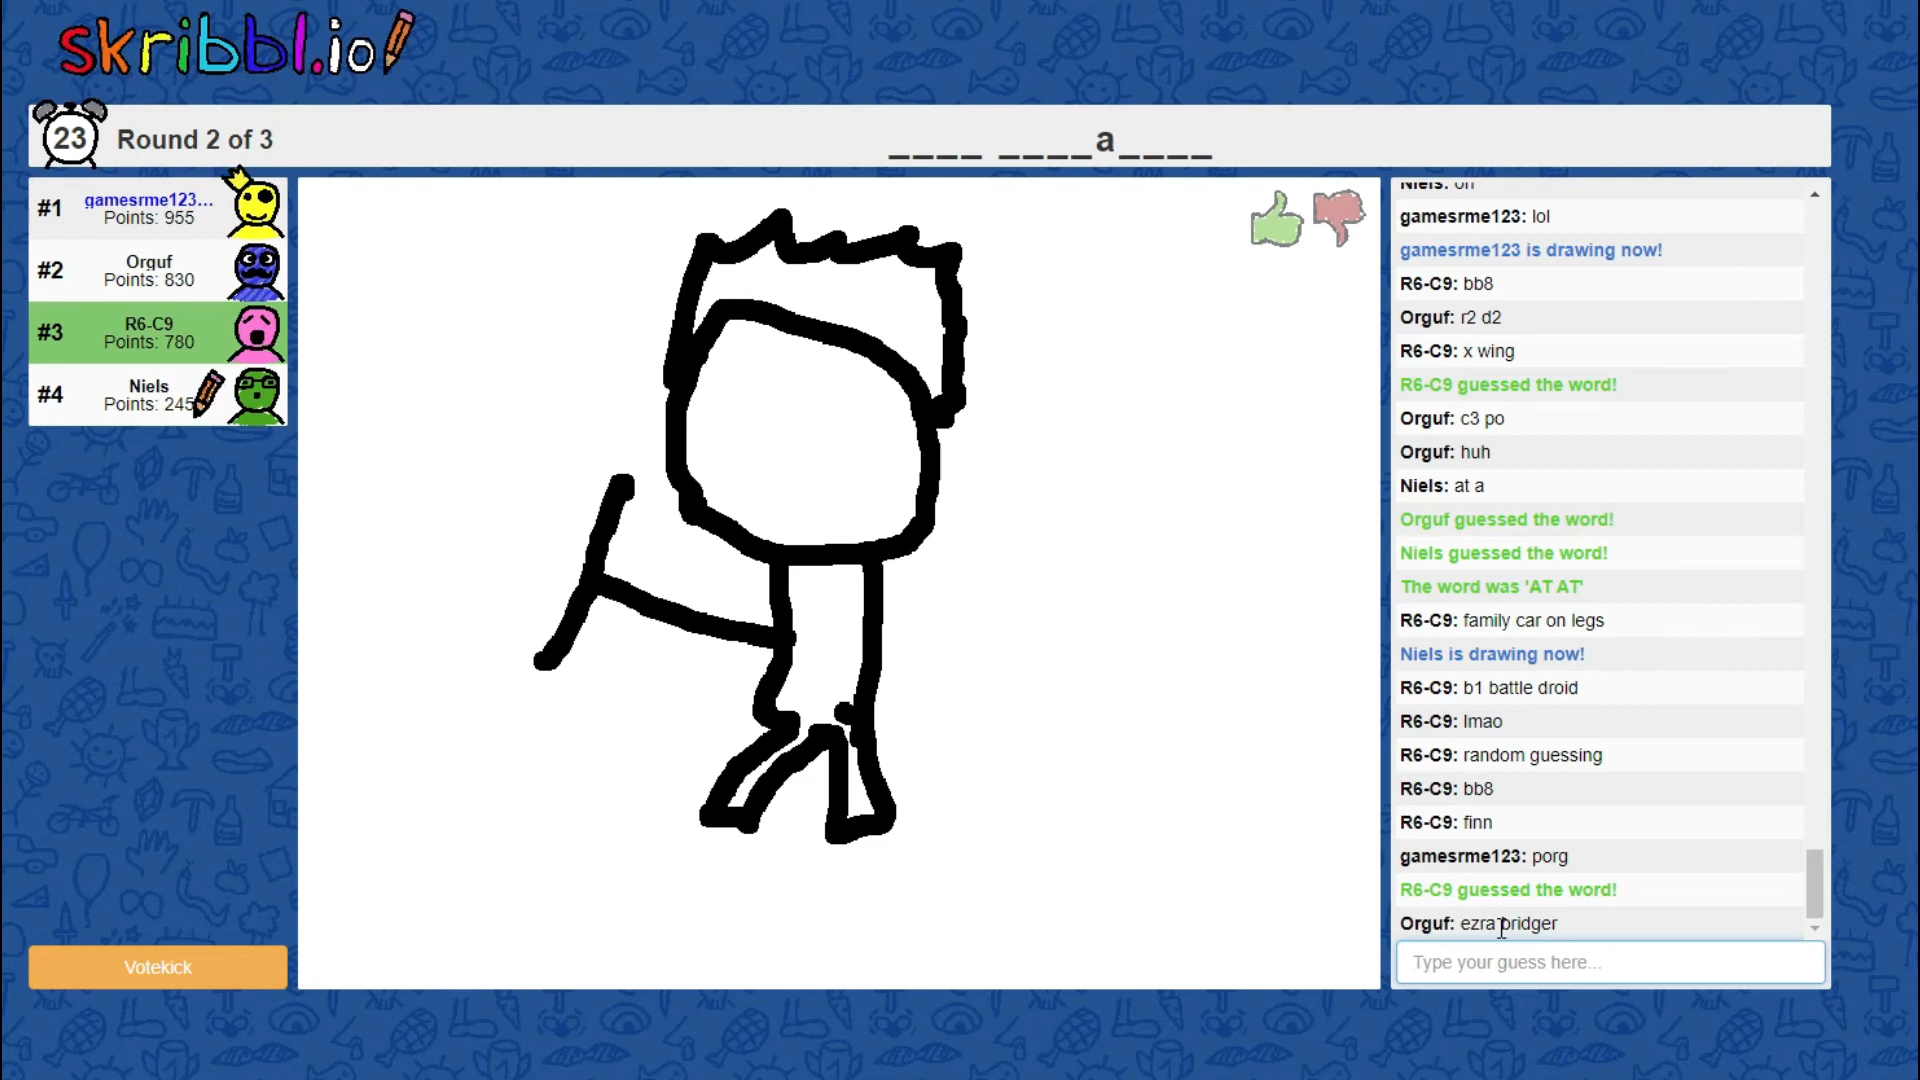 skribbl.io
23
Round 2 of 3
____ ____a____
#1
gamesrme123...
Points: 955
#2
Orguf
Points: 830
#3
R6-C9
Points: 780
#4
Niels
Points: 245
Votekick
Niels: oh
gamesrme123: lol
gamesrme123 is drawing now!
R6-C9: bb8
Orguf: r2 d2
R6-C9: x wing
R6-C9 guessed the word!
Orguf: c3 po
Orguf: huh
Niels: at a
Orguf guessed the word!
Niels guessed the word!
The word was 'AT AT'
R6-C9: family car on legs
Niels is drawing now!
R6-C9: b1 battle droid
R6-C9: lmao
R6-C9: random guessing
R6-C9: bb8
R6-C9: finn
gamesrme123: porg
R6-C9 guessed the word!
Orguf: ezra bridger
Type your guess here...